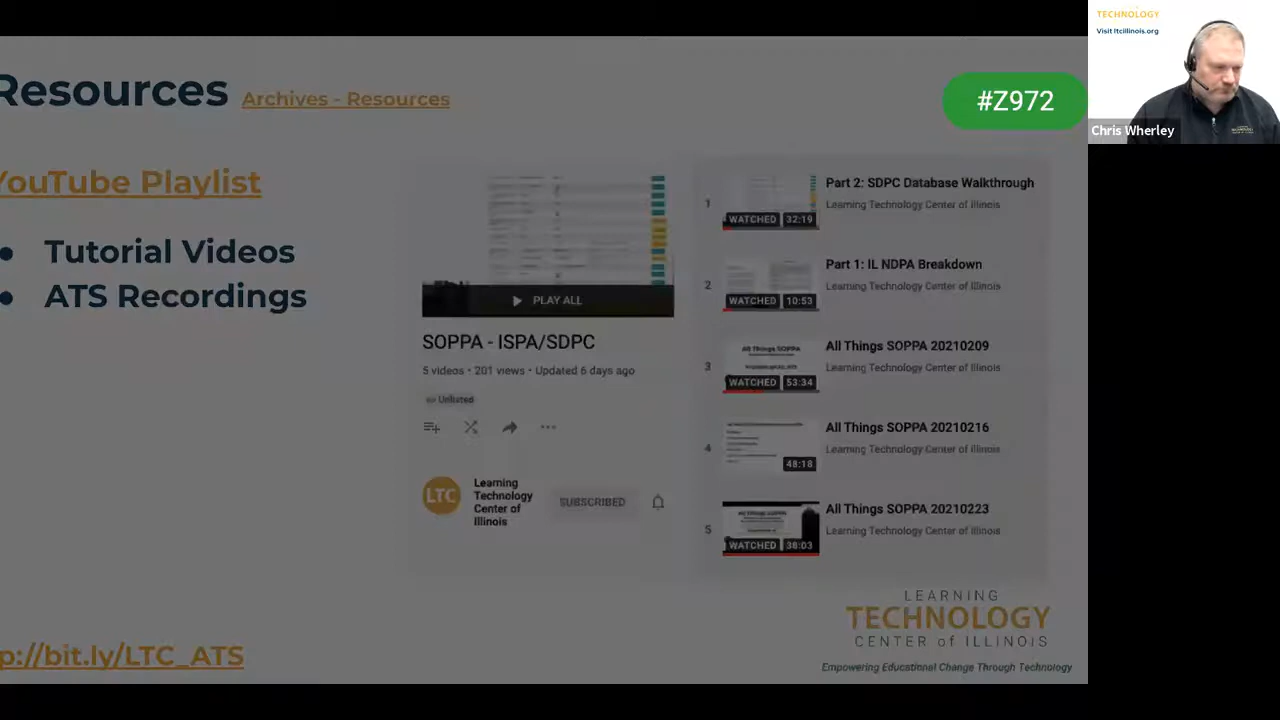 Resources Archives - Resources
#Z972
TECHNOLOGY
Visit ltcillinois.org
Chris Wherley
YouTube Playlist
• Tutorial Videos
• ATS Recordings
PLAY ALL
SOPPA - ISPA/SDPC
5 videos • 201 views • Updated 6 days ago
Unlisted
LTC
Learning
Technology
Center of
Illinois
SUBSCRIBED
1
WATCHED 32:19
Part 2: SDPC Database Walkthrough
Learning Technology Center of Illinois
2
WATCHED 10:53
Part 1: IL NDPA Breakdown
Learning Technology Center of Illinois
3
All Things SOPPA
WATCHED 53:34
All Things SOPPA 20210209
Learning Technology Center of Illinois
4
48:18
All Things SOPPA 20210216
Learning Technology Center of Illinois
5
WATCHED 38:03
All Things SOPPA 20210223
Learning Technology Center of Illinois
p://bit.ly/LTC_ATS
LEARNING
TECHNOLOGY
CENTER of ILLINOIS
Empowering Educational Change Through Technology